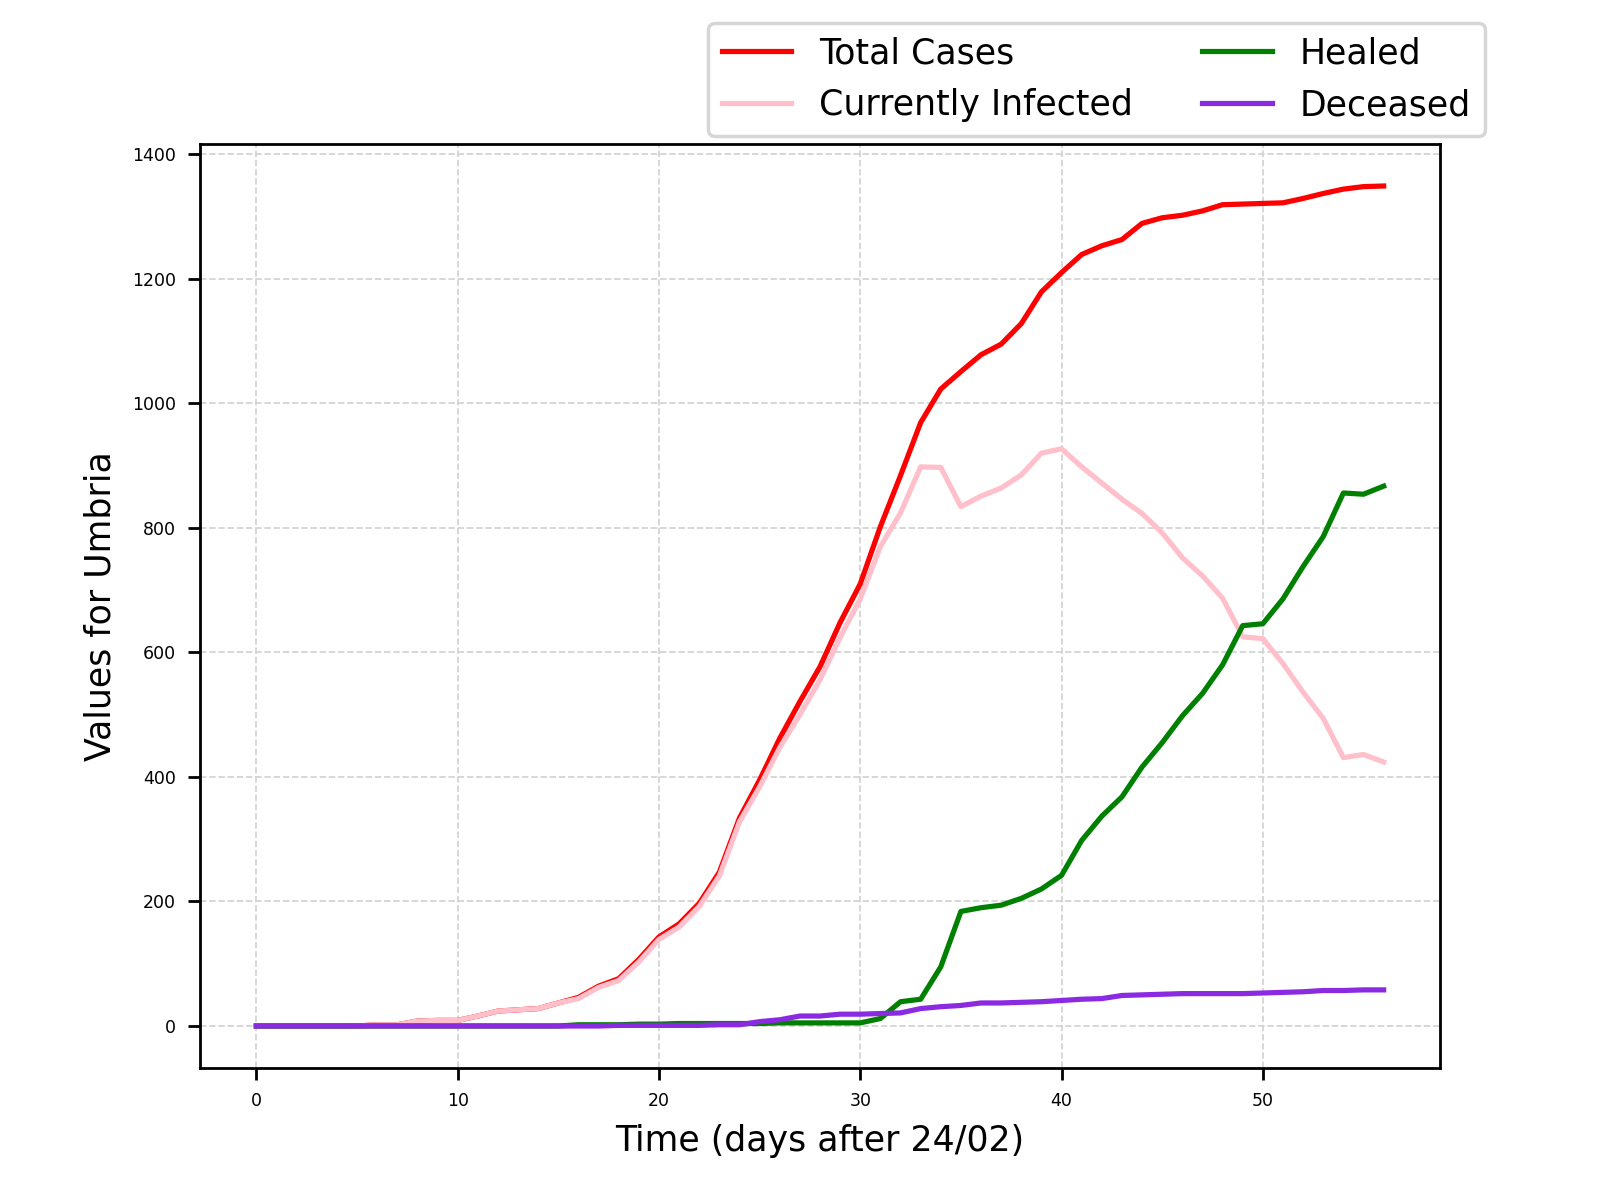 Total Cases
Currently Infected
Healed
Deceased
1400
1200
1000
800
600
400
200
0
Values for Umbria
0 10 20 30 40 50
Time (days after 24/02)